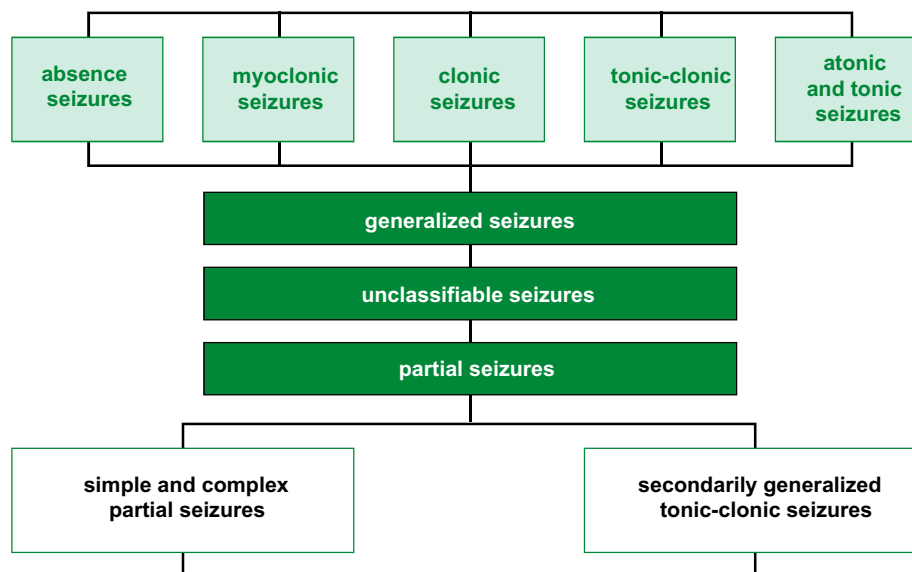 absence
seizures
myoclonic
seizures
clonic
seizures
tonic-clonic
seizures
atonic
and tonic
seizures
generalized seizures
unclassifiable seizures
partial seizures
simple and complex
partial seizures
secondarily generalized
tonic-clonic seizures